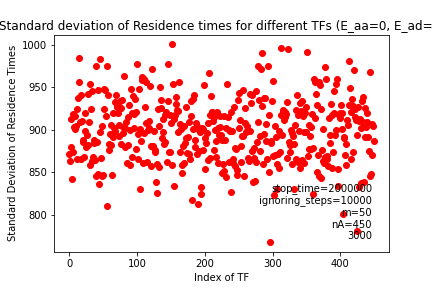 Standard deviation of Residence times for different TFs (E_aa=0, E_ad=
1000
950
900
850
800
Standard Deviation of Residence Times
stop_time=2000000
ignoring_steps=10000
m=50
nA=450
3000
0
100
200
300
400
Index of TF